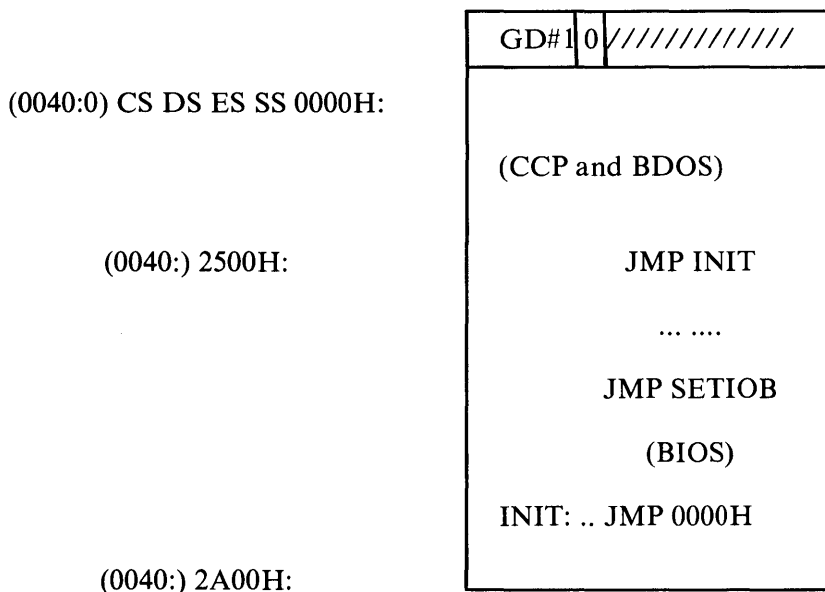 GD#1 0 /////////////
(0040:0) CS DS ES SS 0000H:
(CCP and BDOS)
(0040:) 2500H: JMP INIT
... ....
JMP SETIOB
(BIOS)
INIT: .. JMP 0000H
(0040:) 2A00H: